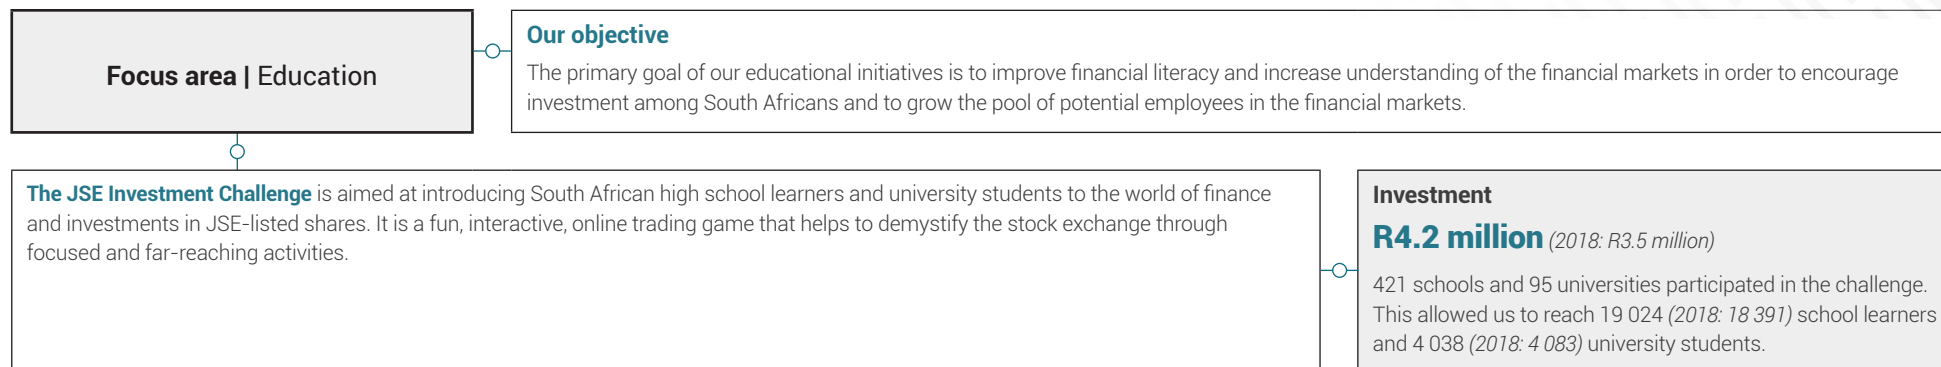 Focus area | Education
Our objective
The primary goal of our educational initiatives is to improve financial literacy and increase understanding of the financial markets in order to encourage
investment among South Africans and to grow the pool of potential employees in the financial markets.
The JSE Investment Challenge is aimed at introducing South African high school learners and university students to the world of finance
and investments in JSE-listed shares. It is a fun, interactive, online trading game that helps to demystify the stock exchange through
focused and far-reaching activities.
Investment
R4.2 million (2018: R3.5 million)
421 schools and 95 universities participated in the challenge.
This allowed us to reach 19 024 (2018: 18 391) school learners
and 4 038 (2018: 4 083) university students.